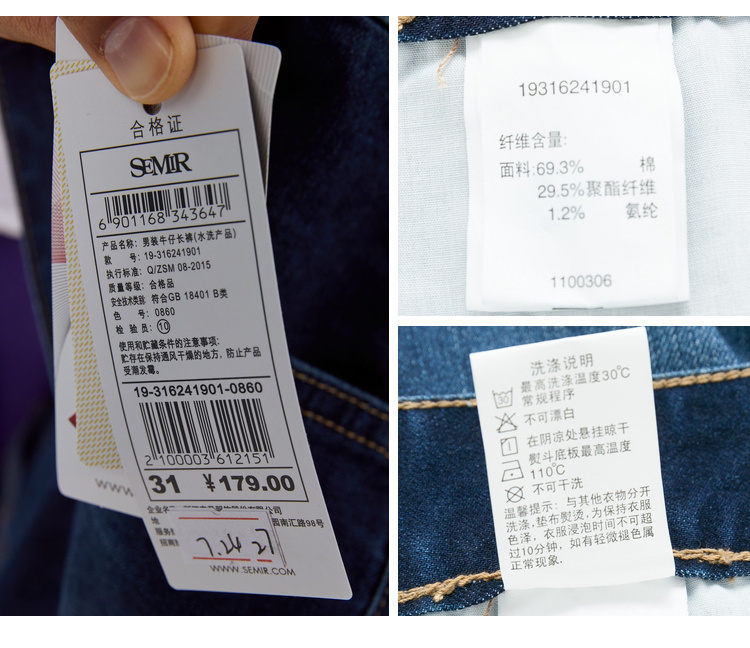 合格证
SEMIR
6 901168 343647
产品名称: 男装牛仔长裤(水洗产品)
款 号: 19-316241901
执行标准: Q/ZSM 08-2015
质量等级: 合格品
安全技术类别: 符合GB 18401 B类
色 号: 0860
检 验 员: 10
使用和贮藏条件的注意事项:
贮存在保持通风干燥的地方, 防止产品
受潮发霉。
19-316241901-0860
2 100003 612151
31 ¥179.00
园南汇路98号
WWW.SEMIR.COM
19316241901
纤维含量:
面料:69.3% 棉
29.5%聚酯纤维
1.2% 氨纶
1100306
洗涤说明
30 最高洗涤温度30℃
常规程序
不可漂白
在阴凉处悬挂晾干
熨斗底板最高温度
110℃
不可干洗
温馨提示: 与其他衣物分开
洗涤,垫布熨烫,为保持衣服
色泽, 衣服浸泡时间不可超
过10分钟, 如有轻微褪色属
正常现象.